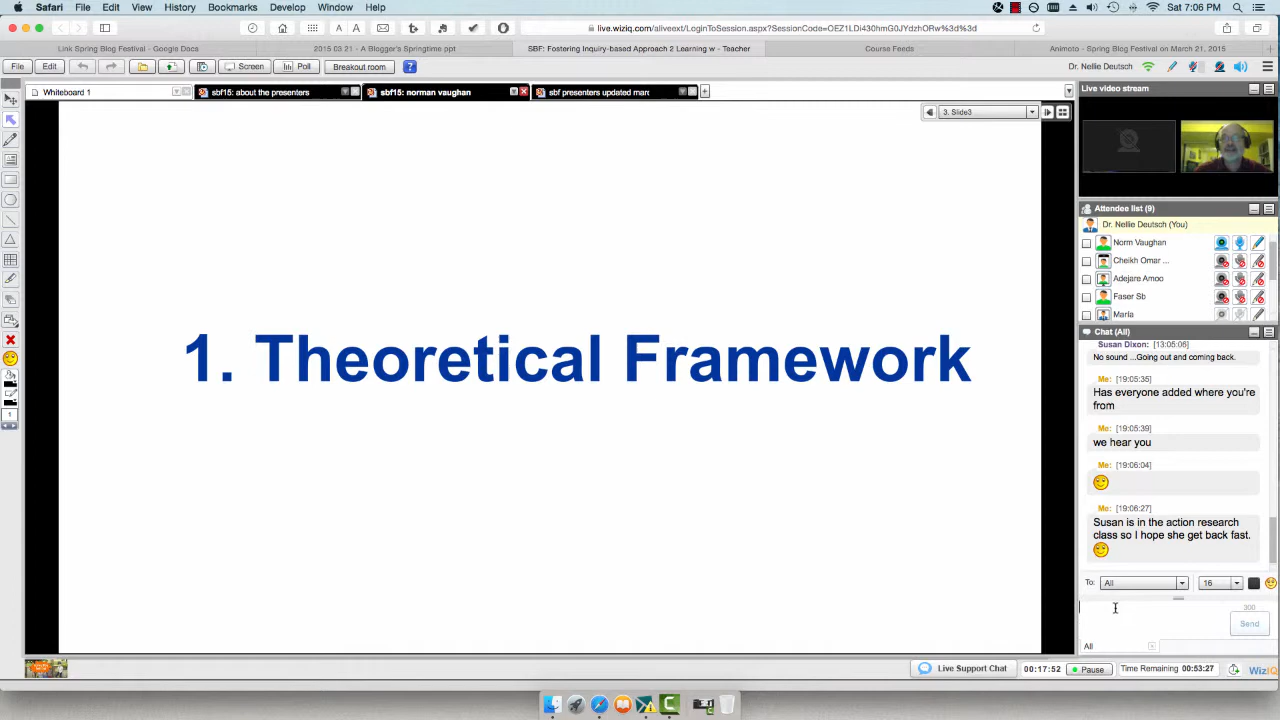 Safari File Edit View History Bookmarks Develop Window Help Sat 7:06 PM
live.wiziq.com/aliveext/LoginToSession.aspx?SessionCode=OEZ1LDi430hmG0JYdzhORw%3d%3d
Link Spring Blog Festival - Google Docs 2015 03 21 - A Blogger's Springtime ppt SBF: Fostering Inquiry-based Approach 2 Learning w - Teacher Course Feeds Animoto - Spring Blog Festival on March 21, 2015
File Edit Screen Poll Breakout room ? Dr. Nellie Deutsch
Whiteboard 1 sbf15: about the presenters sbf15: norman vaughan sbf presenters updated marc
Live video stream
3. Slide3
Attendee list (9)
Dr. Nellie Deutsch (You)
Norm Vaughan
Cheikh Omar ...
Adejare Amoo
Faser Sb
María
1. Theoretical Framework
Chat (All)
Susan Dixon: [13:05:06]
No sound ...Going out and coming back.
Me: [19:05:35]
Has everyone added where you're
from
Me: [19:05:39]
we hear you
Me: [19:06:04]
Me: [19:06:27]
Susan is in the action research
class so I hope she get back fast.
To: All 16
300
Send
All
1
Live Support Chat 00:17:52 Pause Time Remaining 00:53:27 WizIQ